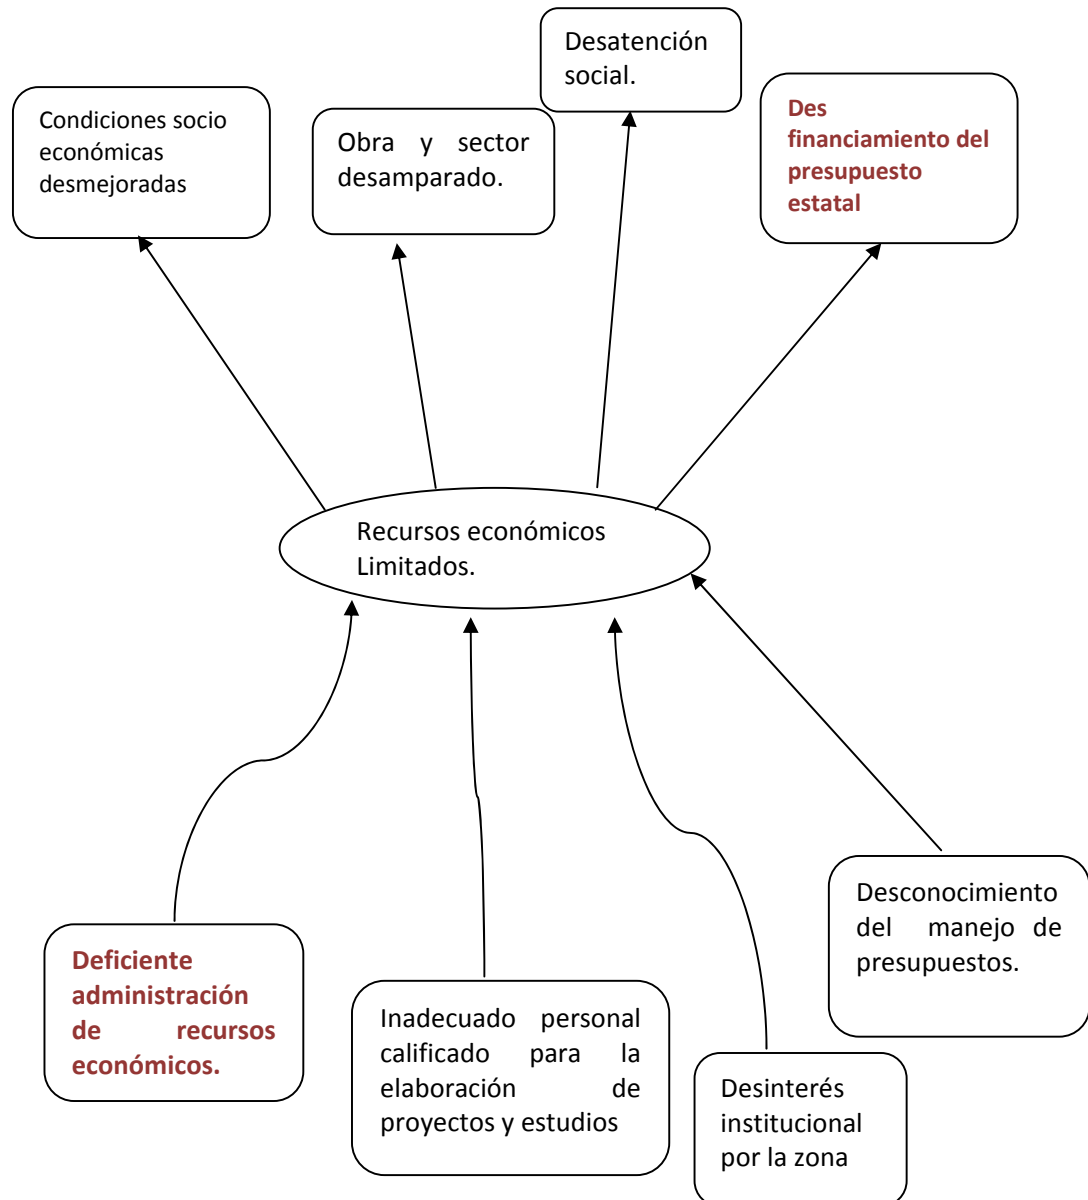 Desatención
social.
Condiciones socio
económicas
desmejoradas
Obra y sector
desamparado.
Des
financiamiento del
presupuesto
estatal
Recursos económicos
Limitados.
Deficiente
administración
de recursos
económicos.
Inadecuado personal
calificado para la
elaboración de
proyectos y estudios
Desinterés
institucional
por la zona
Desconocimiento
del manejo de
presupuestos.